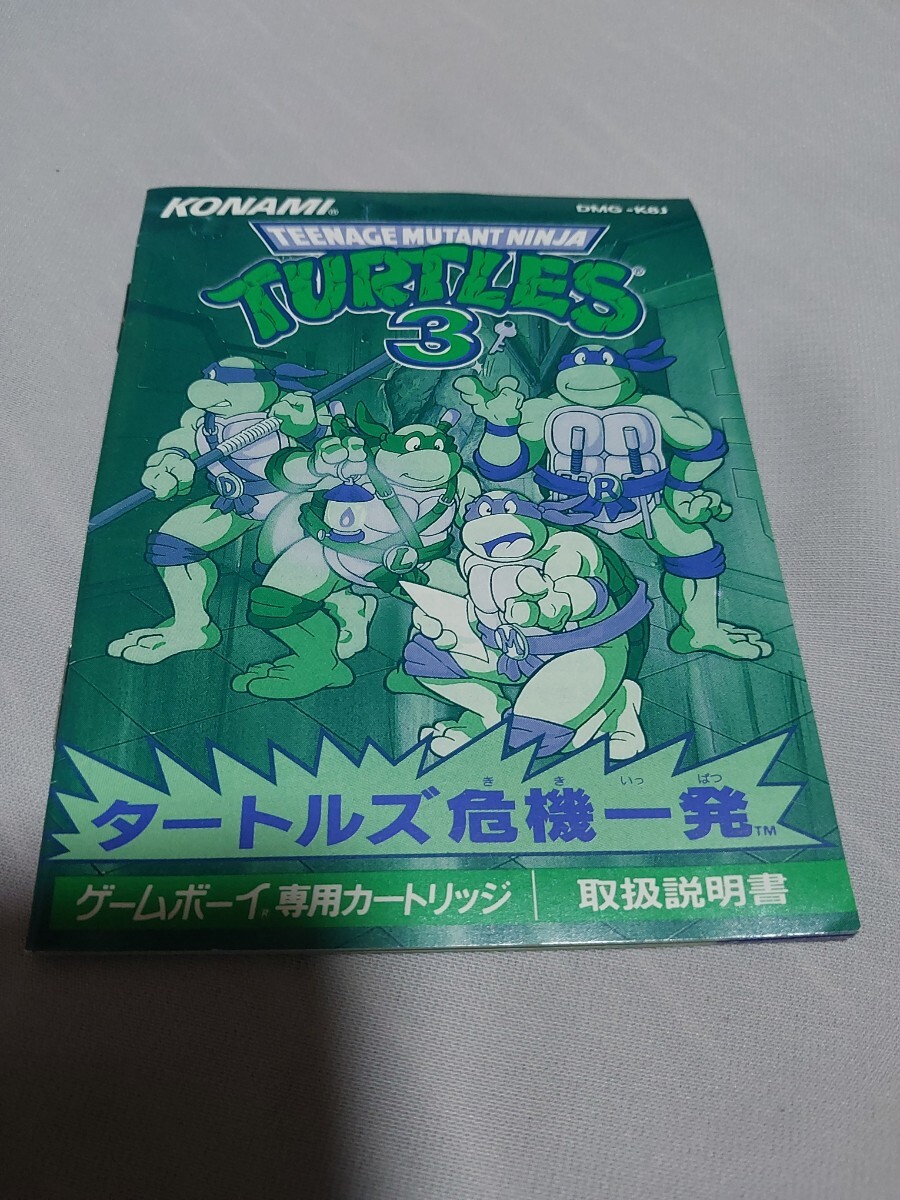 KONAMI®
DMG-K8J
TEENAGE MUTANT NINJA
TURTLES®
3
D
L
R
M
タートルズ危機一発™
き き いっ ぱつ
ゲームボーイ®専用カートリッジ
取扱説明書